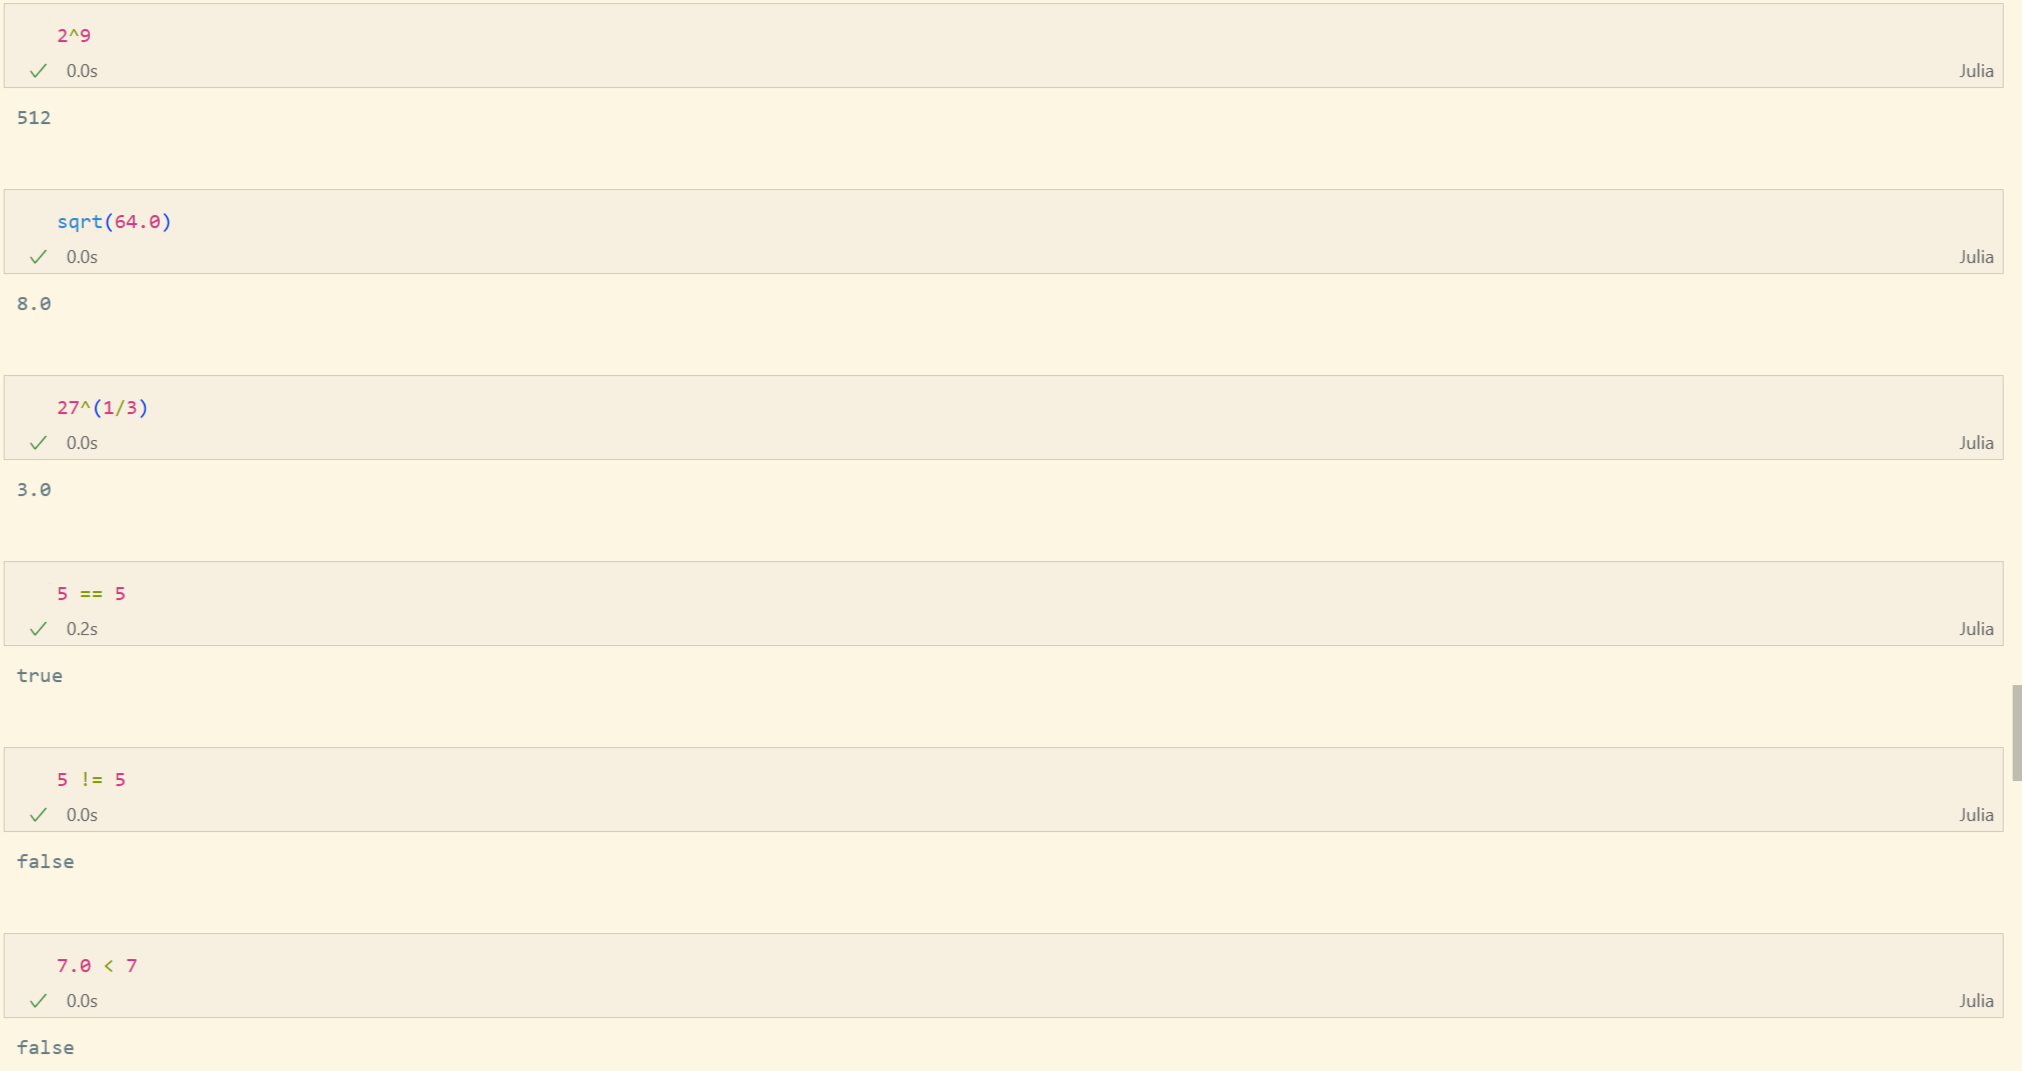 2^9
0.0s Julia
512
sqrt(64.0)
0.0s Julia
8.0
27^(1/3)
0.0s Julia
3.0
5 == 5
0.2s Julia
true
5 != 5
0.0s Julia
false
7.0 < 7
0.0s Julia
false